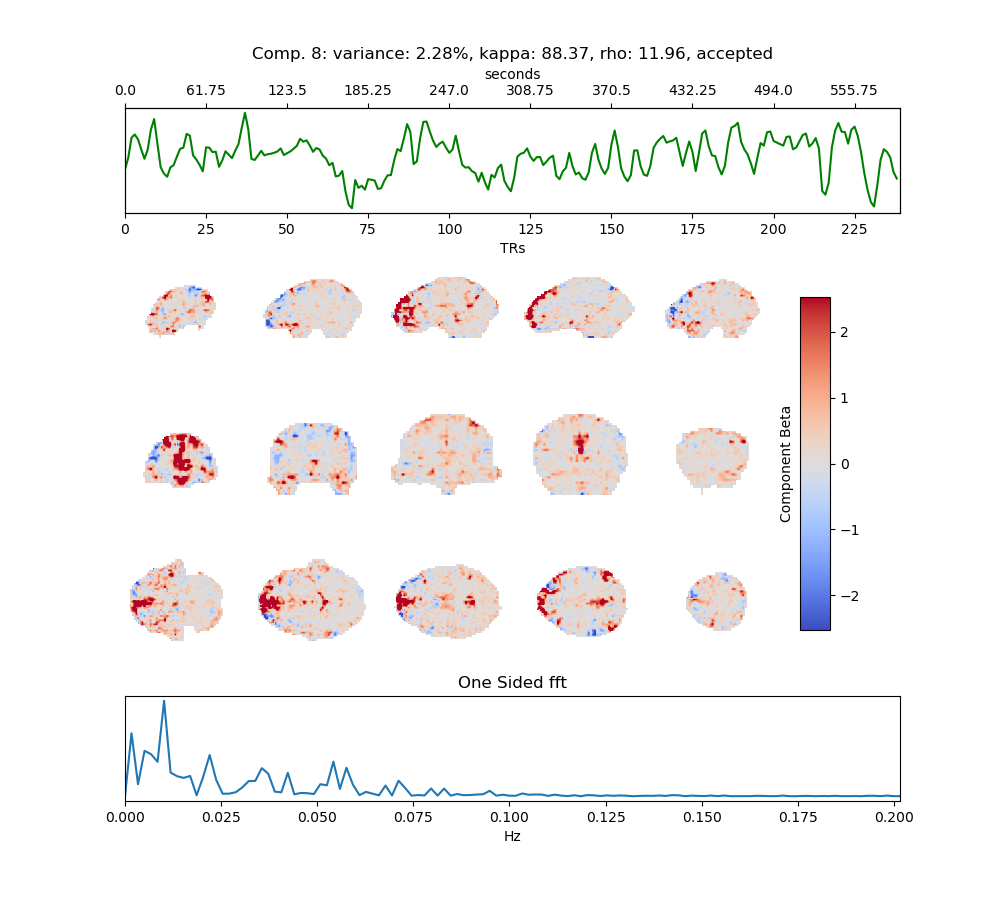 Comp. 8: variance: 2.28%, kappa: 88.37, rho: 11.96, accepted
seconds
0.0 61.75 123.5 185.25 247.0 308.75 370.5 432.25 494.0 555.75
0 25 50 75 100 125 150 175 200 225
TRs
2
1
0
−1
−2
Component Beta
One Sided fft
0.000 0.025 0.050 0.075 0.100 0.125 0.150 0.175 0.200
Hz